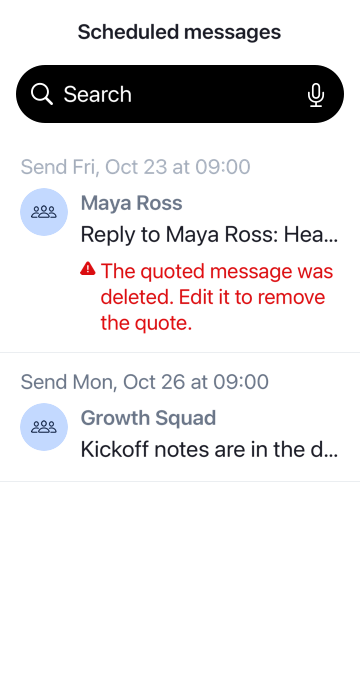 Scheduled messages
Search
Send Fri, Oct 23 at 09:00
Maya Ross
Reply to Maya Ross: Hea...
The quoted message was
deleted. Edit it to remove
the quote.
Send Mon, Oct 26 at 09:00
Growth Squad
Kickoff notes are in the d...